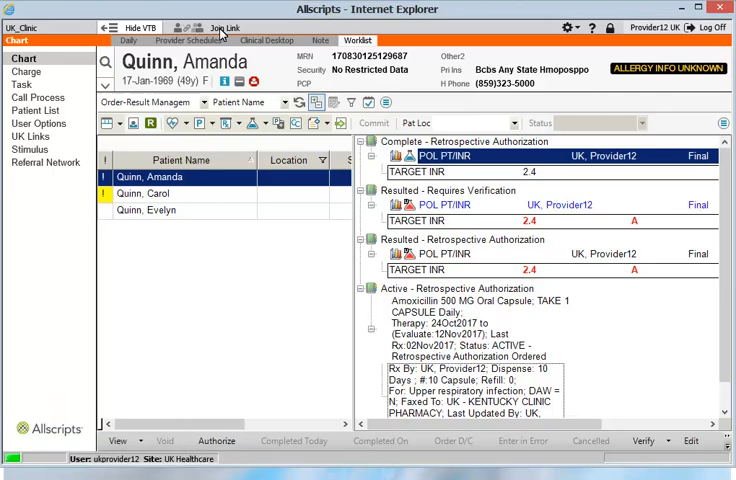 Allscripts - Internet Explorer
UK_Clinic
Hide VTB
Join Link
Provider12 UK
Log Off
Chart
Daily
Provider Schedules
Clinical Desktop
Note
Worklist
Chart
Charge
Task
Call Process
Patient List
User Options
UK Links
Stimulus
Referral Network
Quinn, Amanda
17-Jan-1969 (49y) F
MRN 170830125129687
Security No Restricted Data
PCP
Other2
Pri Ins Bcbs Any State Hmoposppo
H Phone (859)323-5000
ALLERGY INFO UNKNOWN
Order-Result Managem
Patient Name
Commit
Pat Loc
Status
! Patient Name Location S
! Quinn, Amanda
! Quinn, Carol
Quinn, Evelyn
Complete - Retrospective Authorization
POL PT/INR UK, Provider12 Final
TARGET INR 2.4
Resulted - Requires Verification
POL PT/INR UK, Provider12 Final
TARGET INR 2.4 A
Resulted - Retrospective Authorization
POL PT/INR UK, Provider12 Final
TARGET INR 2.4 A
Active - Retrospective Authorization
Amoxicillin 500 MG Oral Capsule; TAKE 1
CAPSULE Daily;
Therapy: 24Oct2017 to
(Evaluate:12Nov2017); Last
Rx:02Nov2017; Status: ACTIVE -
Retrospective Authorization Ordered
Rx By: UK, Provider12; Dispense: 10
Days ; #:10 Capsule; Refill: 0;
For: Upper respiratory infection; DAW =
N; Faxed To: UK - KENTUCKY CLINIC
PHARMACY; Last Updated By: UK,
Allscripts
View
Void
Authorize
Completed Today
Completed On
Order D/C
Enter in Error
Cancelled
Verify
Edit
User: ukprovider12 Site: UK Healthcare